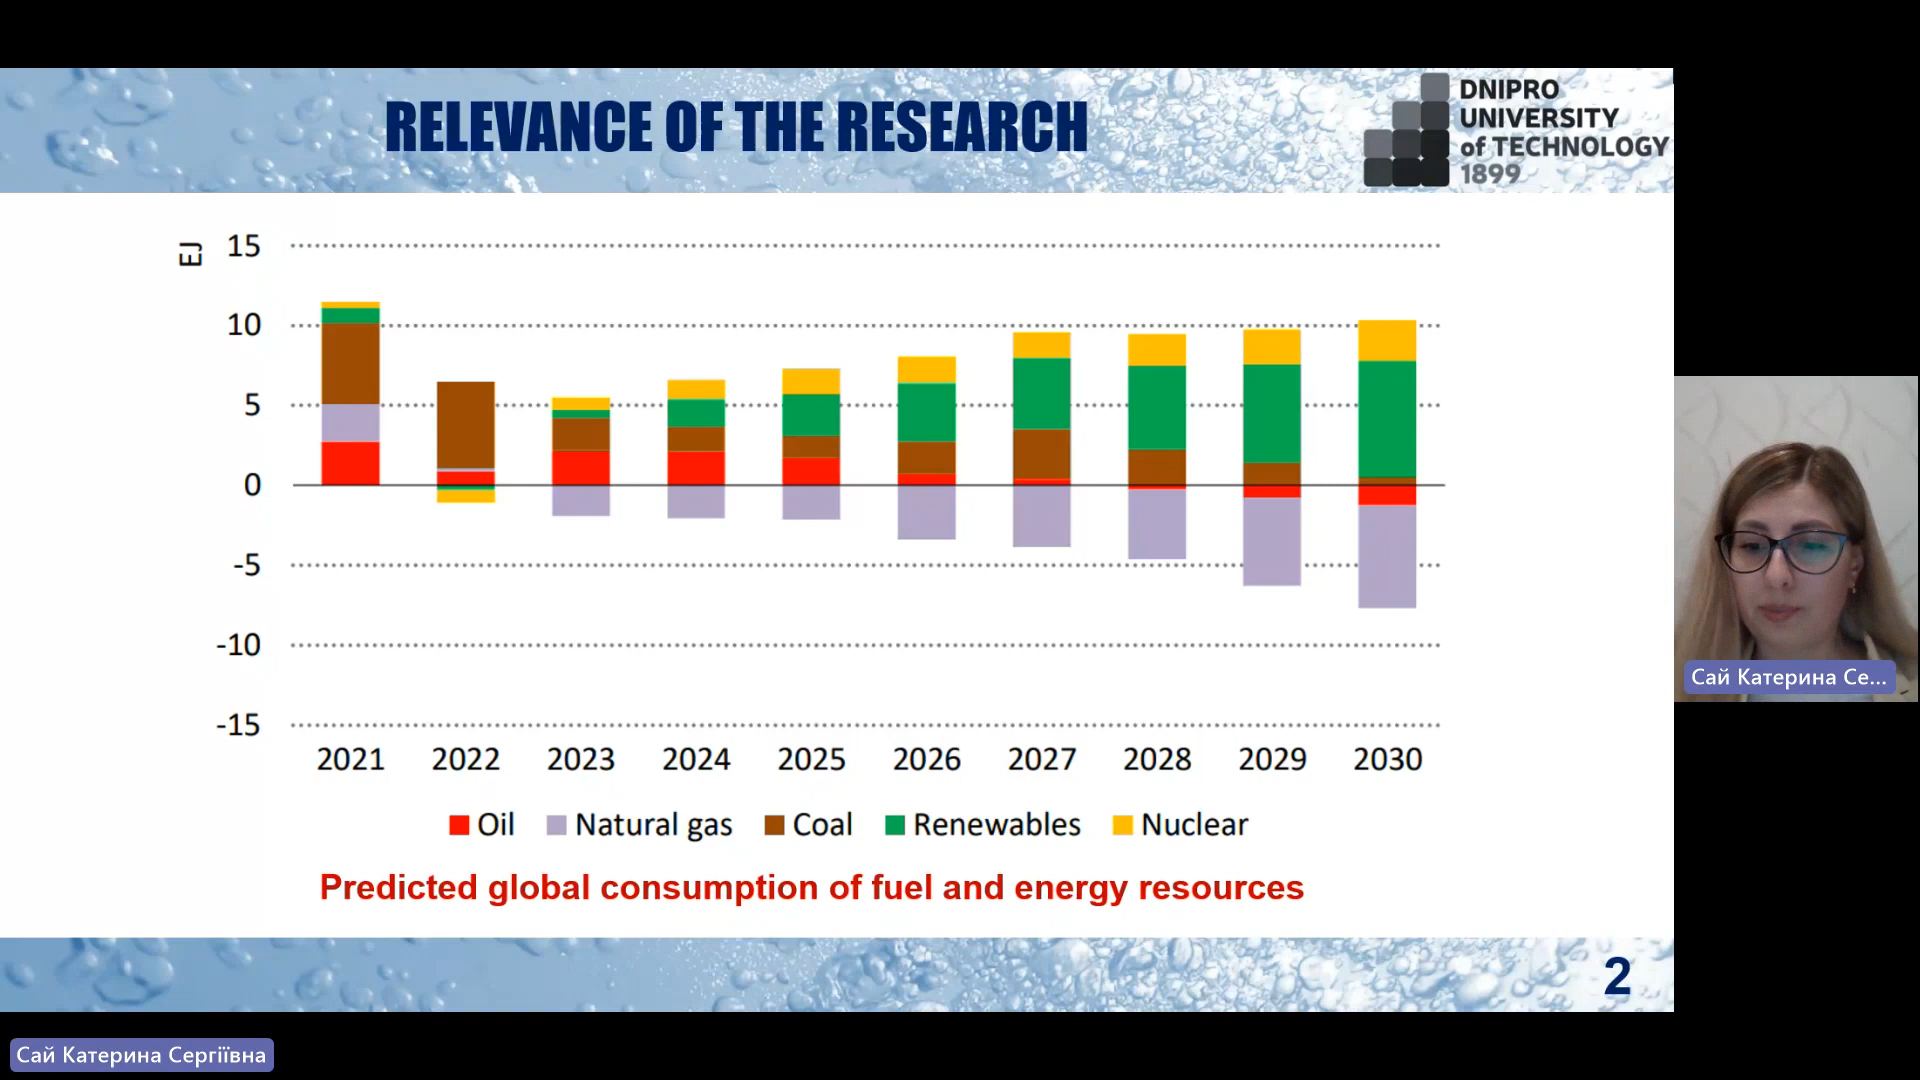 RELEVANCE OF THE RESEARCH
DNIPRO
UNIVERSITY
of TECHNOLOGY
1899
EJ
15
10
5
0
-5
-10
-15
2021 2022 2023 2024 2025 2026 2027 2028 2029 2030
Oil Natural gas Coal Renewables Nuclear
Predicted global consumption of fuel and energy resources
2
Сай Катерина Се...
Сай Катерина Сергіївна